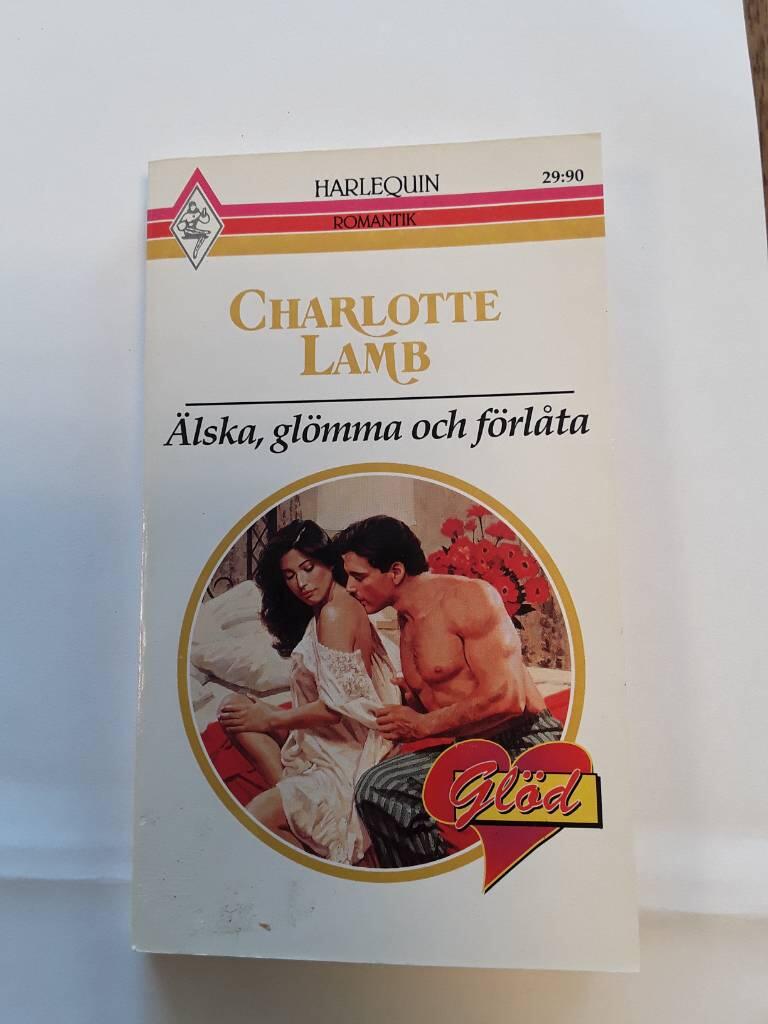 HARLEQUIN
29:90
ROMANTIK
CHARLOTTE
LAMB
Älska, glömma och förlåta
Glöd